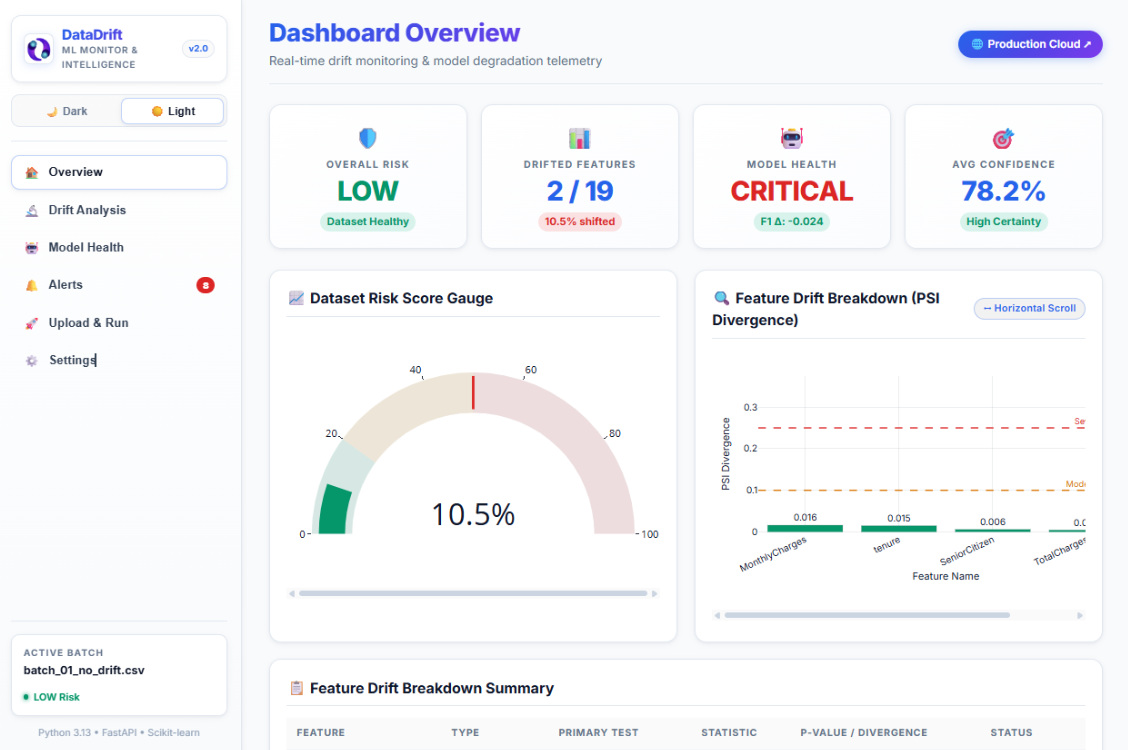 DataDrift
ML MONITOR &
INTELLIGENCE
v2.0
Dark
Light
Overview
Drift Analysis
Model Health
Alerts
8
Upload & Run
Settings
ACTIVE BATCH
batch_01_no_drift.csv
LOW Risk
Python 3.13 • FastAPI • Scikit-learn
Dashboard Overview
Real-time drift monitoring & model degradation telemetry
Production Cloud ↗
OVERALL RISK
LOW
Dataset Healthy
DRIFTED FEATURES
2 / 19
10.5% shifted
MODEL HEALTH
CRITICAL
F1 Δ: -0.024
AVG CONFIDENCE
78.2%
High Certainty
Dataset Risk Score Gauge
0
20
40
60
80
100
10.5%
Feature Drift Breakdown (PSI
Divergence)
↔ Horizontal Scroll
PSI Divergence
0.3
0.2
0.1
0
0.016
0.015
0.006
MonthlyCharges
tenure
SeniorCitizen
TotalCharges
Feature Name
Feature Drift Breakdown Summary
FEATURE TYPE PRIMARY TEST STATISTIC P-VALUE / DIVERGENCE STATUS